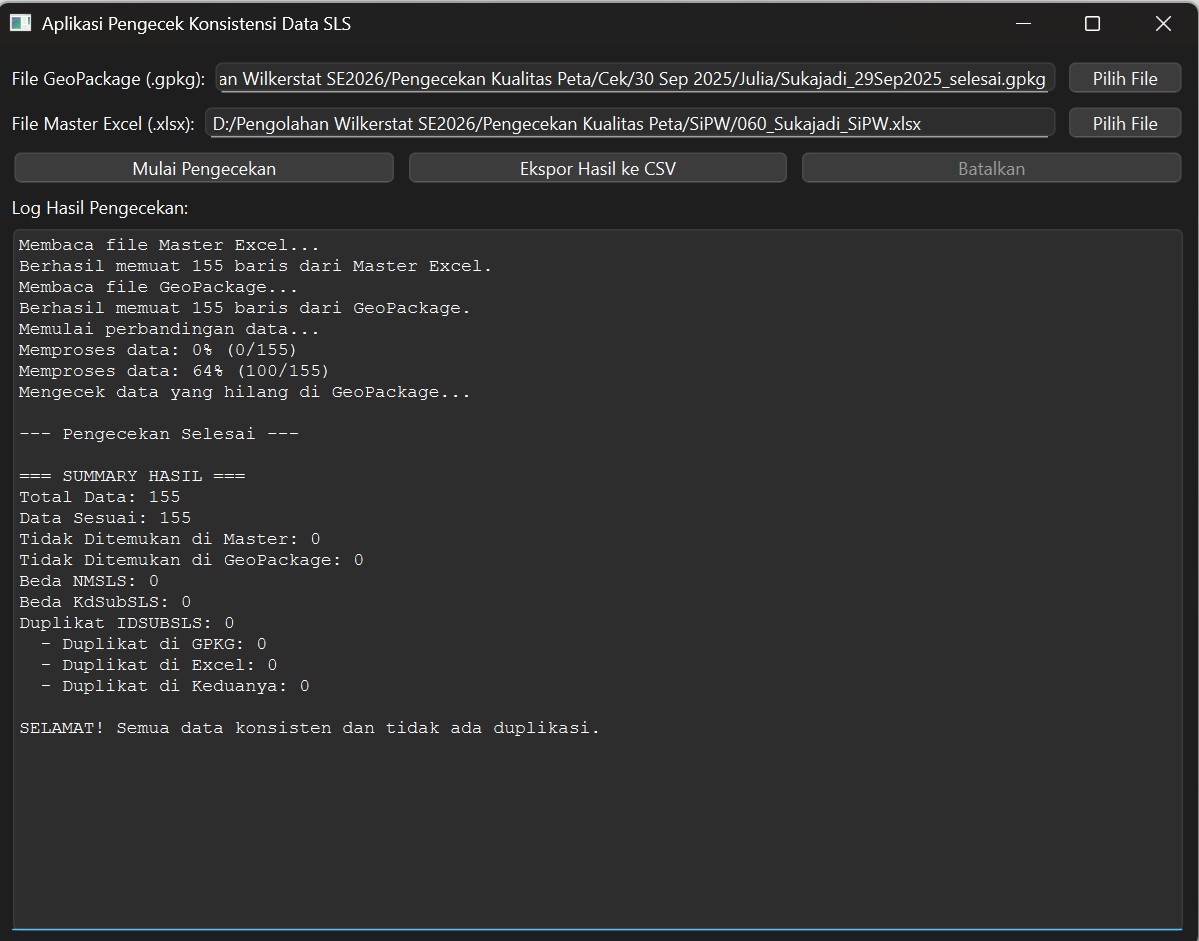 Aplikasi Pengecek Konsistensi Data SLS
File GeoPackage (.gpkg): an Wilkerstat SE2026/Pengecekan Kualitas Peta/Cek/30 Sep 2025/Julia/Sukajadi_29Sep2025_selesai.gpkg Pilih File
File Master Excel (.xlsx): D:/Pengolahan Wilkerstat SE2026/Pengecekan Kualitas Peta/SiPW/060_Sukajadi_SiPW.xlsx Pilih File
Mulai Pengecekan Ekspor Hasil ke CSV Batalkan
Log Hasil Pengecekan:
Membaca file Master Excel...
Berhasil memuat 155 baris dari Master Excel.
Membaca file GeoPackage...
Berhasil memuat 155 baris dari GeoPackage.
Memulai perbandingan data...
Memproses data: 0% (0/155)
Memproses data: 64% (100/155)
Mengecek data yang hilang di GeoPackage...
--- Pengecekan Selesai ---
=== SUMMARY HASIL ===
Total Data: 155
Data Sesuai: 155
Tidak Ditemukan di Master: 0
Tidak Ditemukan di GeoPackage: 0
Beda NMSLS: 0
Beda KdSubSLS: 0
Duplikat IDSUBSLS: 0
- Duplikat di GPKG: 0
- Duplikat di Excel: 0
- Duplikat di Keduanya: 0
SELAMAT! Semua data konsisten dan tidak ada duplikasi.